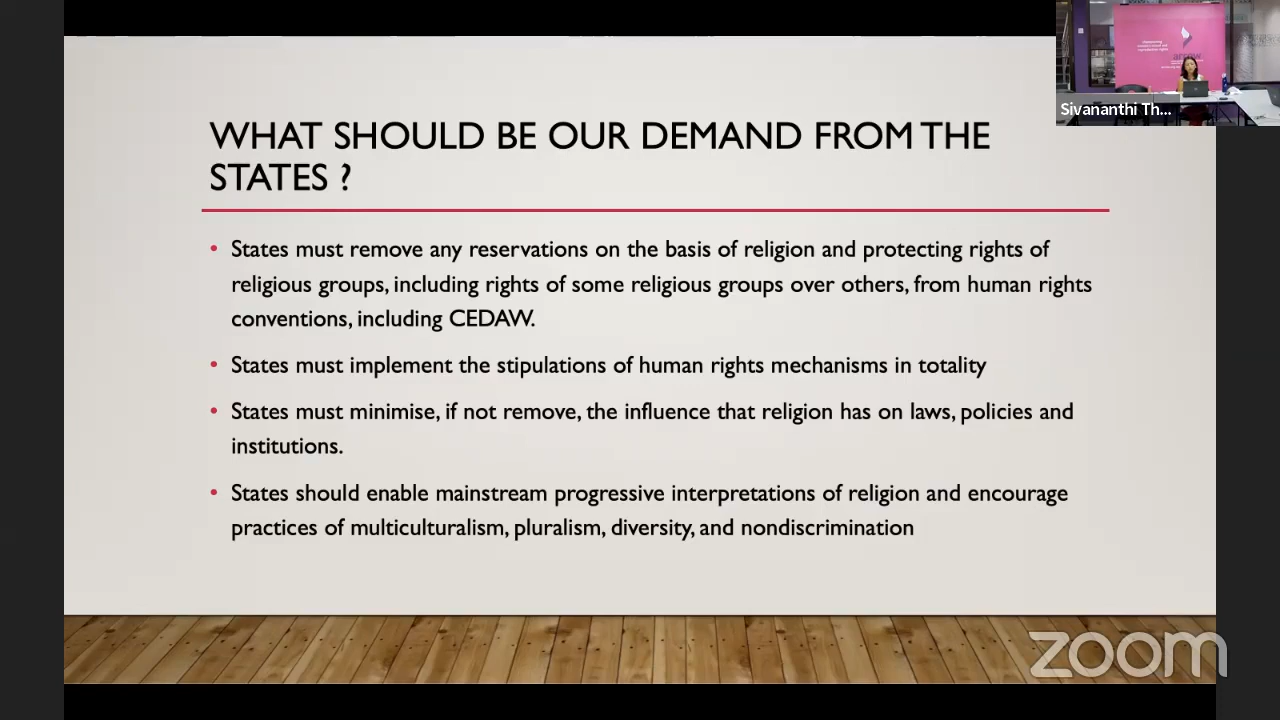 Sivananthi Th...
WHAT SHOULD BE OUR DEMAND FROM THE
STATES ?
• States must remove any reservations on the basis of religion and protecting rights of
religious groups, including rights of some religious groups over others, from human rights
conventions, including CEDAW.
• States must implement the stipulations of human rights mechanisms in totality
• States must minimise, if not remove, the influence that religion has on laws, policies and
institutions.
• States should enable mainstream progressive interpretations of religion and encourage
practices of multiculturalism, pluralism, diversity, and nondiscrimination
zoom